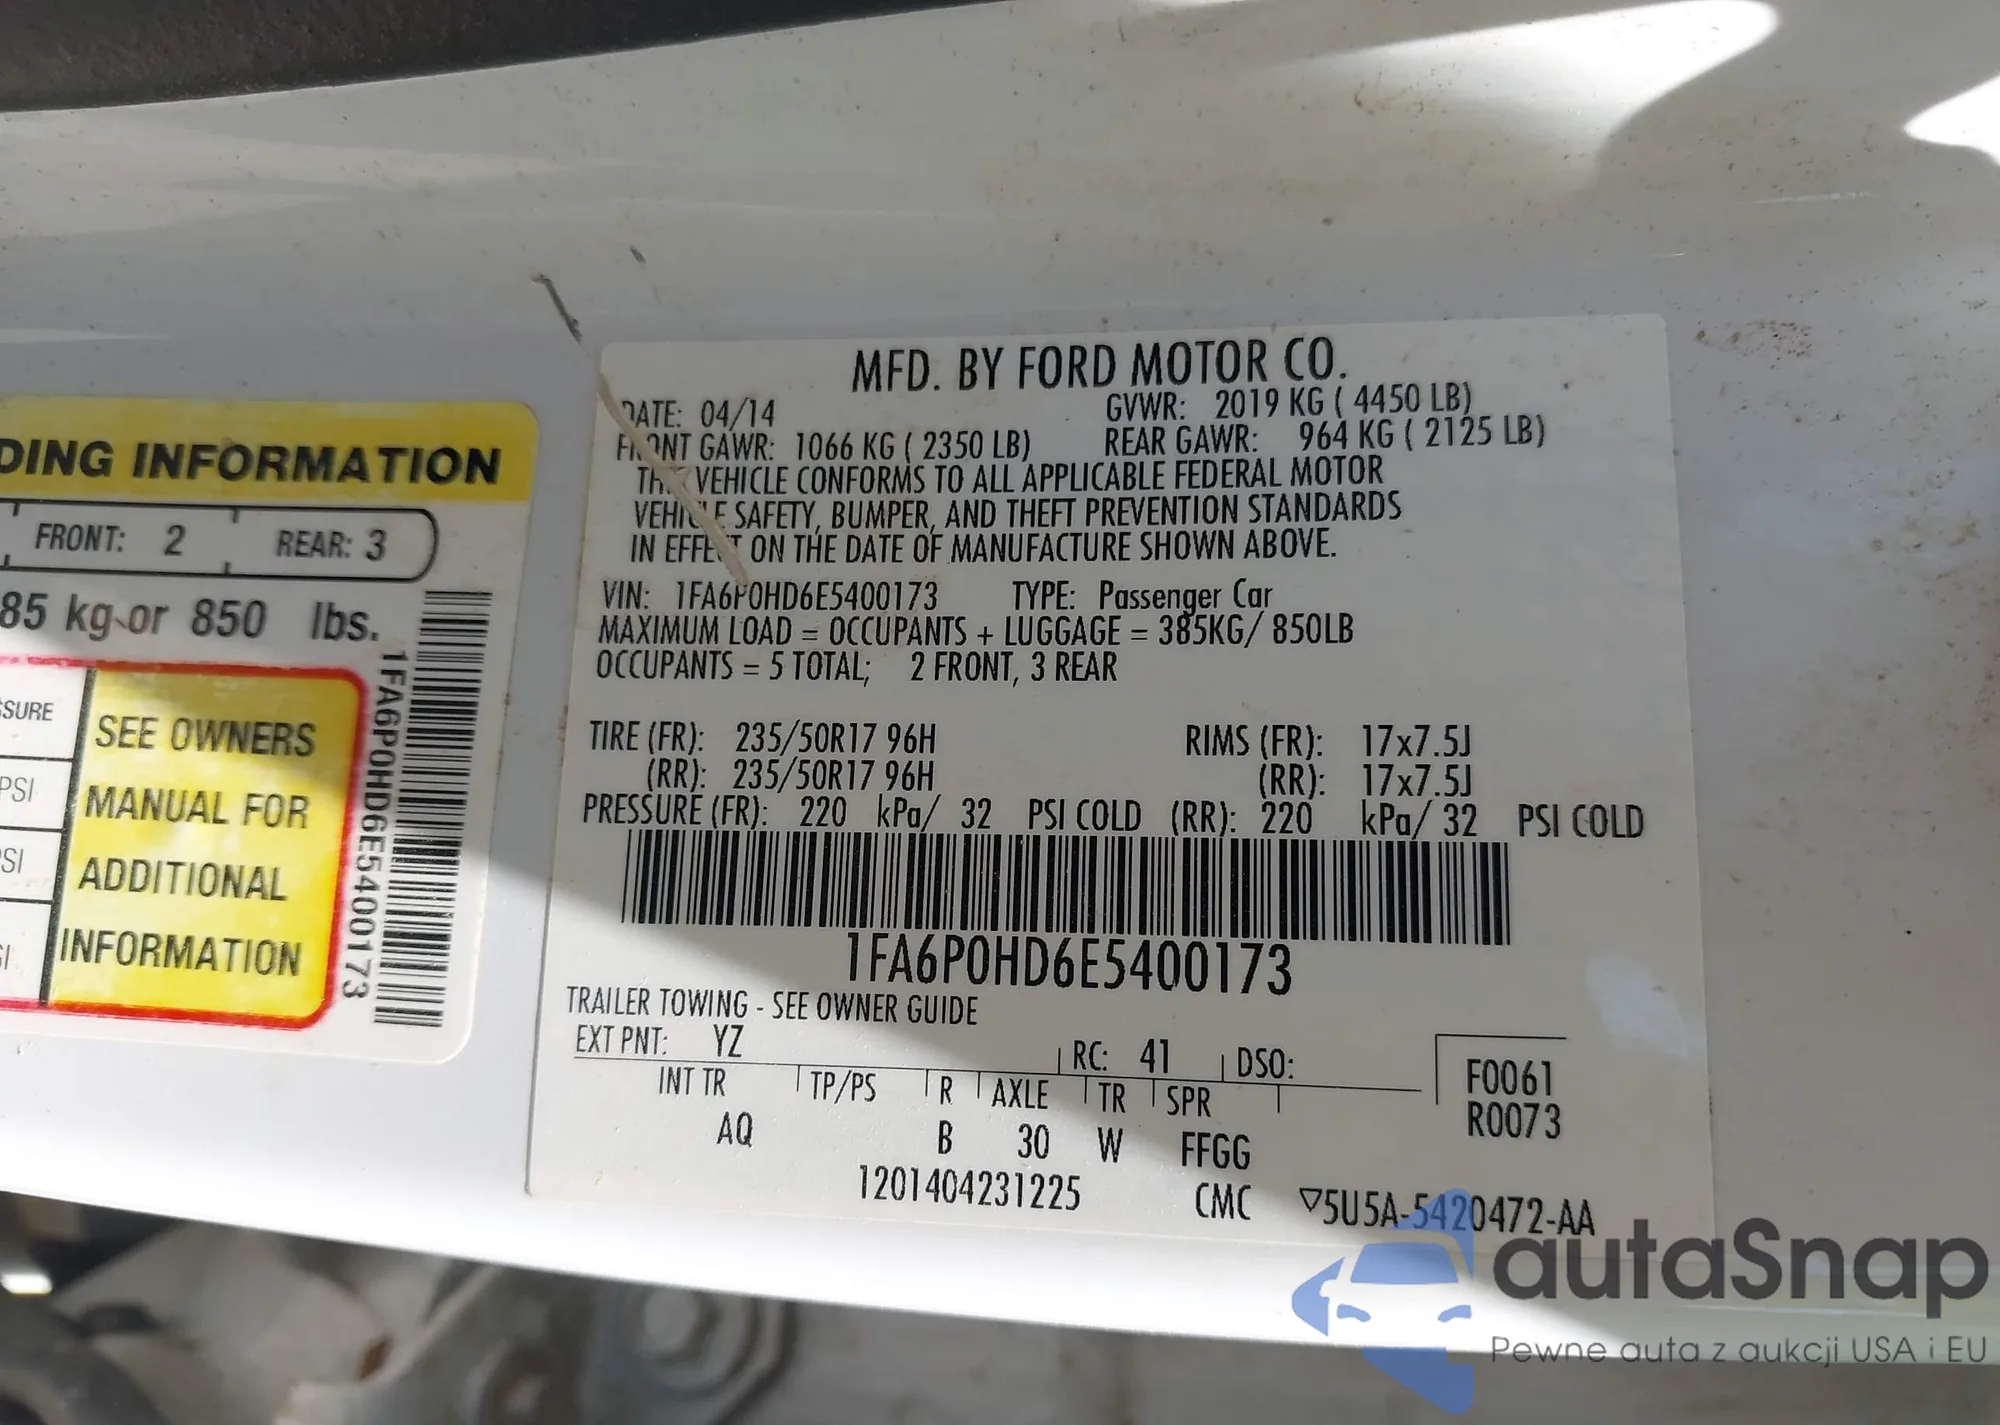 DING INFORMATION
FRONT: 2 REAR: 3
85 kg or 850 lbs.
SURE
PSI
SI
SEE OWNERS
MANUAL FOR
ADDITIONAL
INFORMATION
1FA6P0HD6E5400173
MFD. BY FORD MOTOR CO.
DATE: 04/14 GVWR: 2019 KG ( 4450 LB)
FRONT GAWR: 1066 KG ( 2350 LB) REAR GAWR: 964 KG ( 2125 LB)
THIS VEHICLE CONFORMS TO ALL APPLICABLE FEDERAL MOTOR
VEHICLE SAFETY, BUMPER, AND THEFT PREVENTION STANDARDS
IN EFFECT ON THE DATE OF MANUFACTURE SHOWN ABOVE.
VIN: 1FA6P0HD6E5400173 TYPE: Passenger Car
MAXIMUM LOAD = OCCUPANTS + LUGGAGE = 385KG/ 850LB
OCCUPANTS = 5 TOTAL; 2 FRONT, 3 REAR
TIRE (FR): 235/50R17 96H RIMS (FR): 17x7.5J
(RR): 235/50R17 96H (RR): 17x7.5J
PRESSURE (FR): 220 kPa/ 32 PSI COLD (RR): 220 kPa/ 32 PSI COLD
1FA6P0HD6E5400173
TRAILER TOWING - SEE OWNER GUIDE
EXT PNT: YZ RC: 41 DSO:
INT TR TP/PS R AXLE TR SPR
AQ B 30 W FFGG
F0061
R0073
1201404231225 CMC ▽5U5A-5420472-AA
autaSnap
Pewne auta z aukcji USA i EU